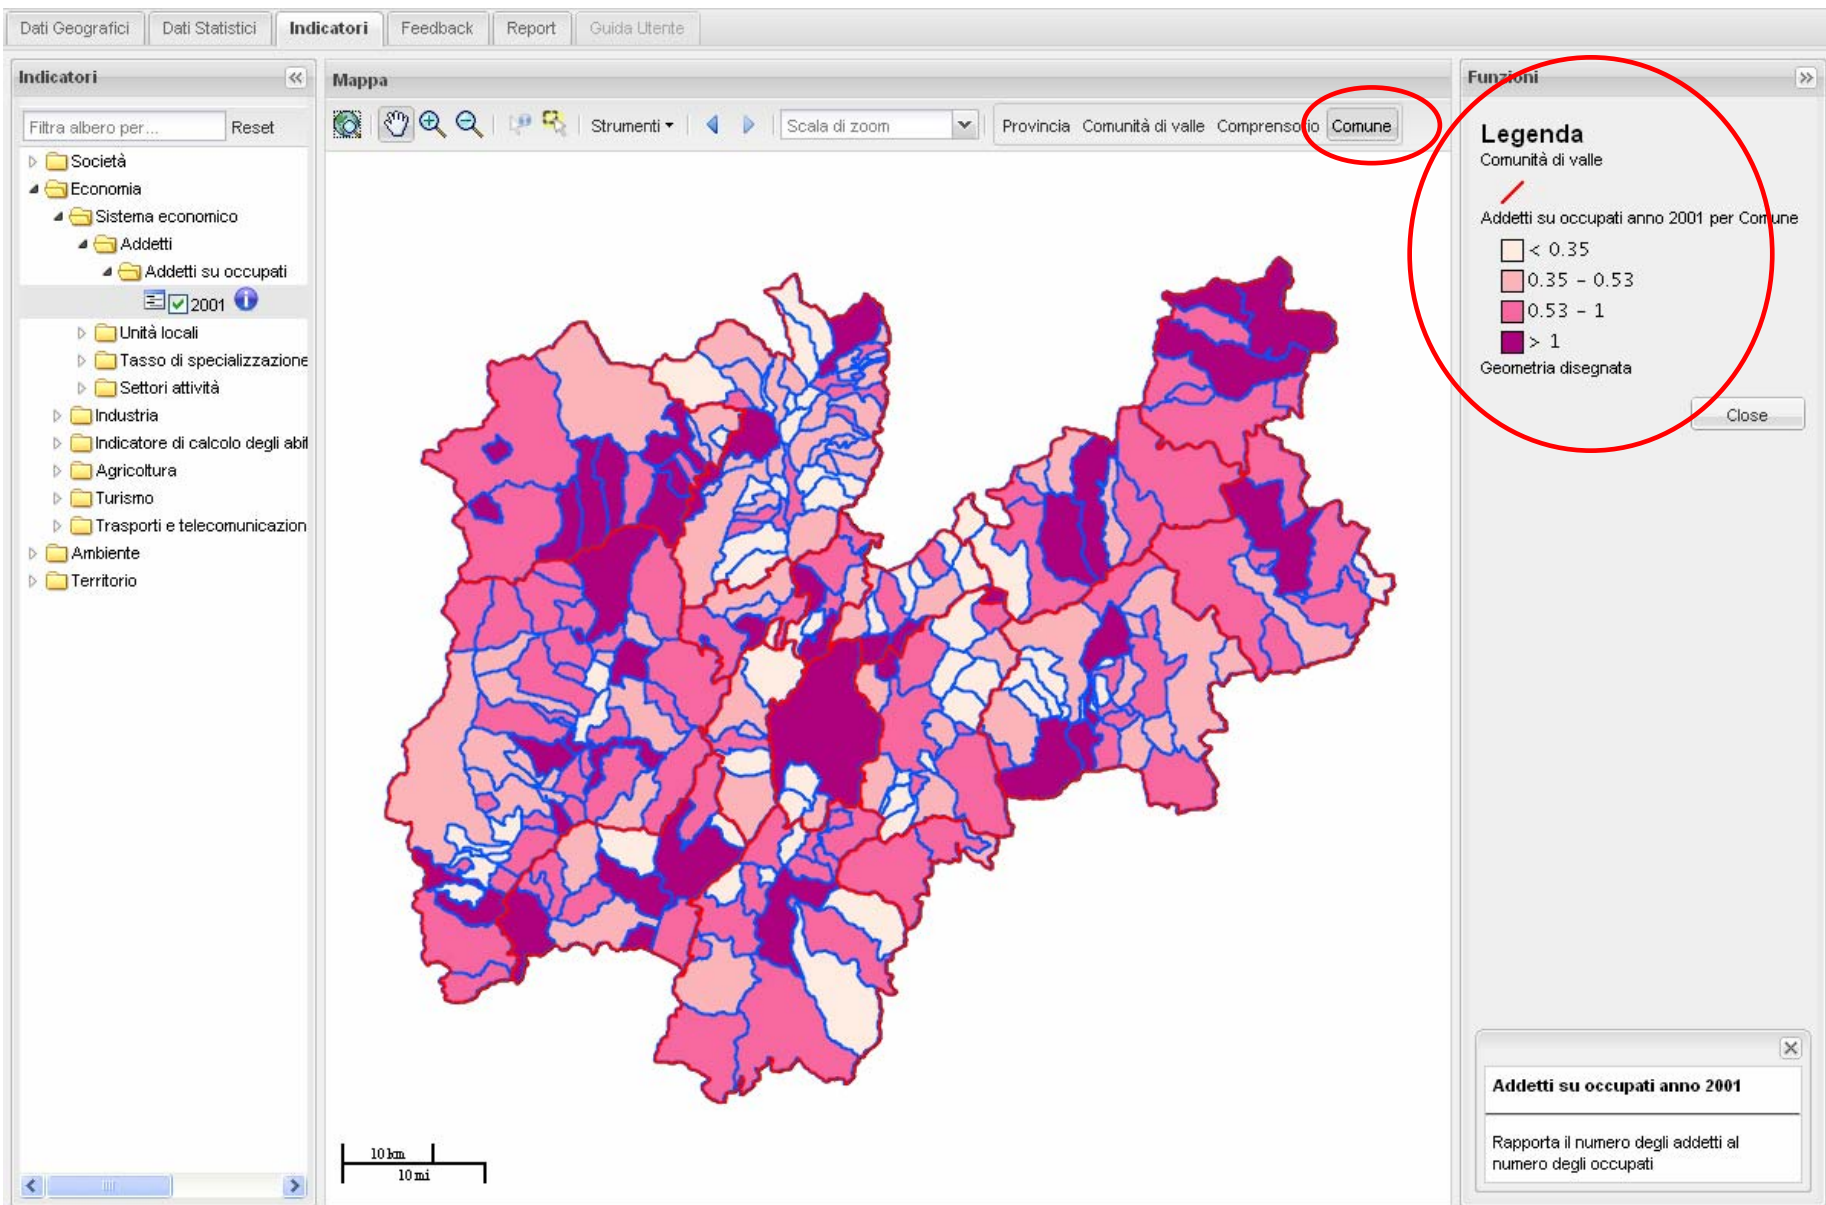 Dati Geografici
Dati Statistici
Indicatori
Feedback
Report
Guida Utente
Indicatori
Filtra albero per...
Reset
Società
Economia
Sistema economico
Addetti
Addetti su occupati
2001
Unità locali
Tasso di specializzazione
Settori attività
Industria
Indicatore di calcolo degli abit
Agricoltura
Turismo
Trasporti e telecomunicazion
Ambiente
Territorio
Mappa
Strumenti
Scala di zoom
Provincia
Comunità di valle
Comprensorio
Comune
10 km
10 mi
Funzioni
Legenda
Comunità di valle
Addetti su occupati anno 2001 per Comune
< 0.35
0.35 - 0.53
0.53 - 1
> 1
Geometria disegnata
Close
Addetti su occupati anno 2001
Rapporta il numero degli addetti al
numero degli occupati